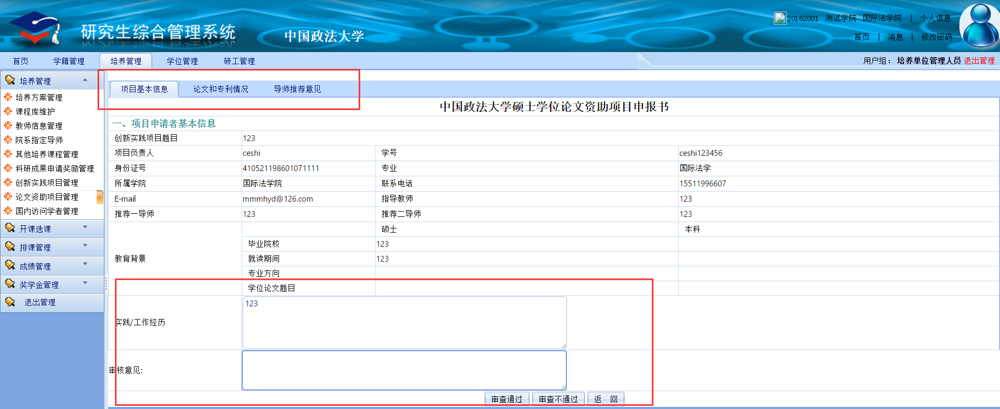 研究生综合管理系统 中国政法大学
20162001 测试学院 国际法学院 | 个人信息
首页 | 消息 | 修改密码
首页 学籍管理 培养管理 学位管理 研工管理
用户组： 培养单位管理人员 退出管理
培养管理
培养方案管理
课程库维护
教师信息管理
院系指定导师
其他培养课程管理
科研成果申请奖励管理
创新实践项目管理
论文资助项目管理
国内访问学者管理
开课选课
排课管理
成绩管理
奖学金管理
退出管理
项目基本信息 论文和专利情况 导师推荐意见
中国政法大学硕士学位论文资助项目申报书
一、项目申请者基本信息
创新实践项目题目 123
项目负责人 ceshi 学号 ceshi123456
身份证号 410521198601071111 专业 国际法学
所属学院 国际法学院 联系电话 15511996607
E-mail mmmhyd@126.com 指导教师 123
推荐一导师 123 推荐二导师 123
硕士 本科
教育背景
毕业院校 123
就读期间 123
专业方向
学位论文题目
实践/工作经历 123
审核意见:
审查通过 审查不通过 返 回